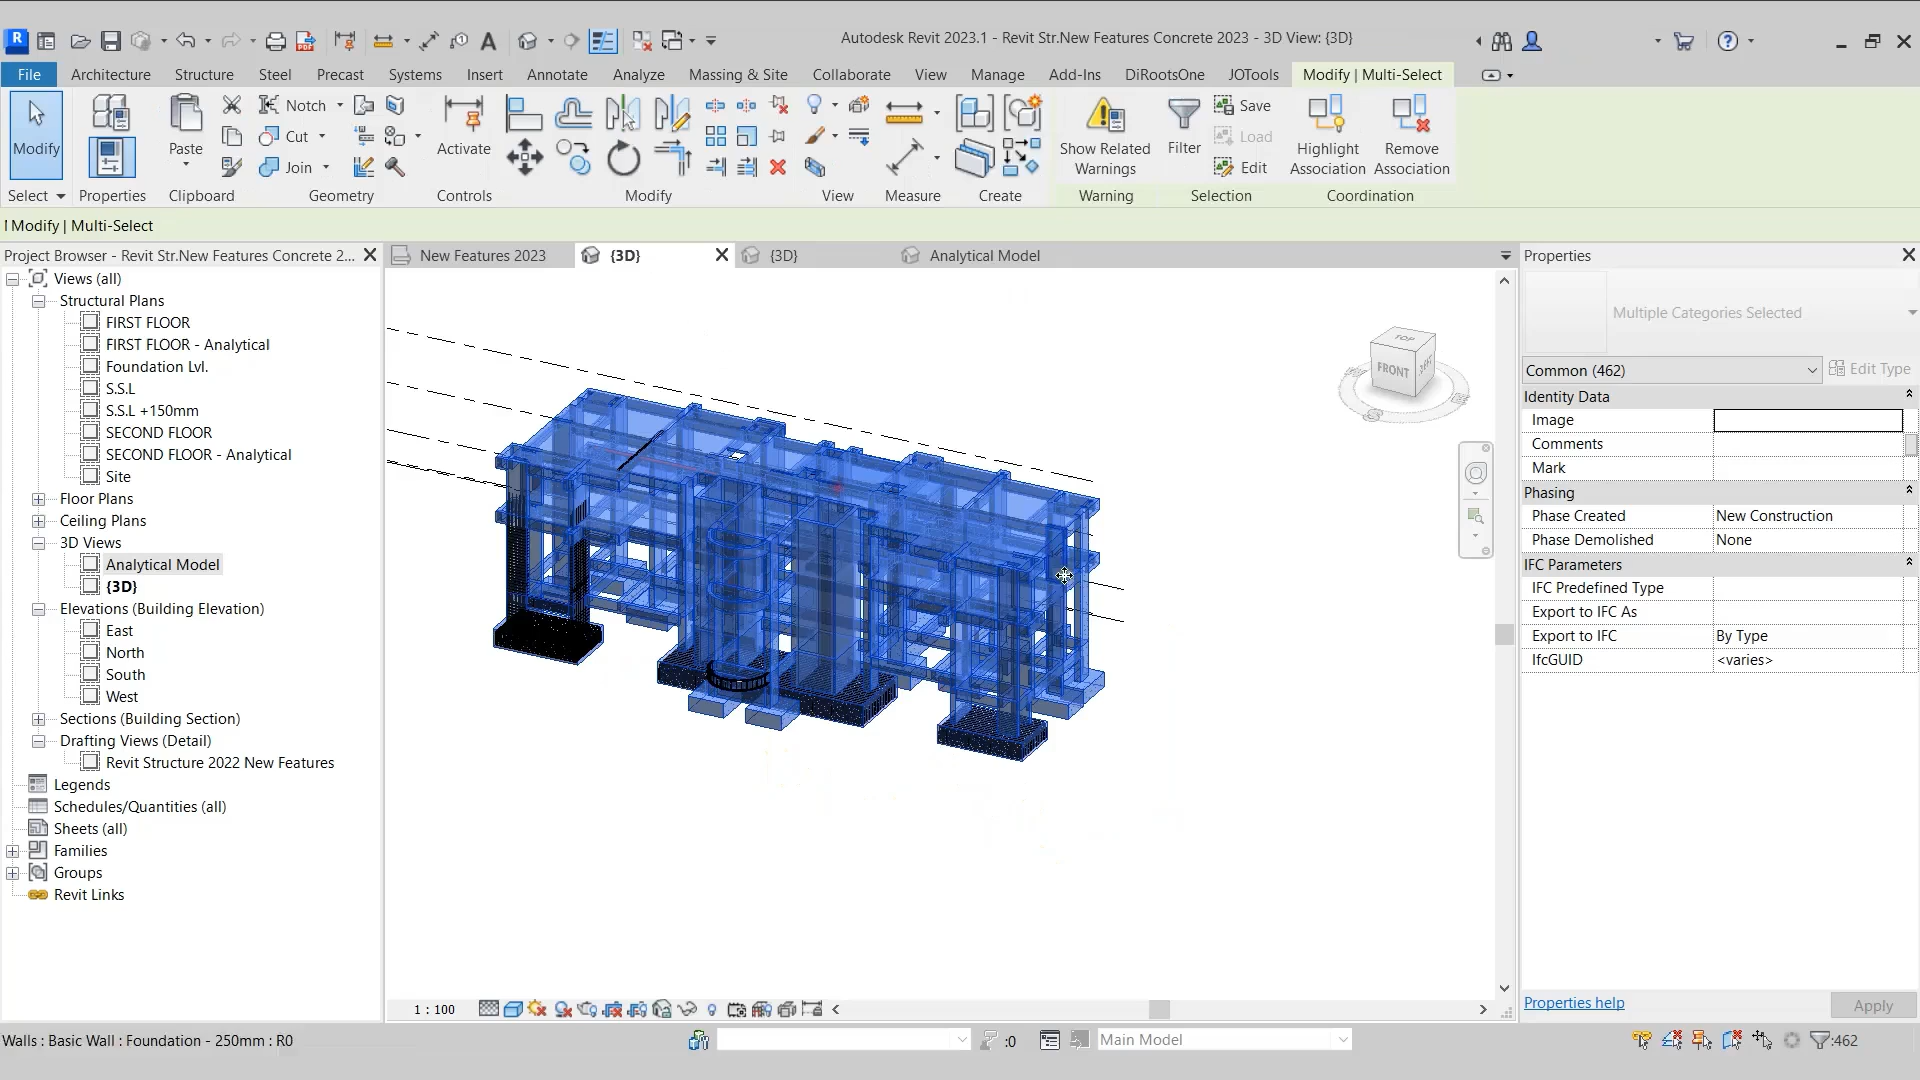 Autodesk Revit 2023.1 - Revit Str.New Features Concrete 2023 - 3D View: {3D}
File Architecture Structure Steel Precast Systems Insert Annotate Analyze Massing & Site Collaborate View Manage Add-Ins DiRootsOne JOTools Modify | Multi-Select
Notch Save
Cut Load
Modify Paste Activate Show Related Filter Highlight Remove
Join Warnings Edit Association Association
Select Properties Clipboard Geometry Controls Modify View Measure Create Warning Selection Coordination
Modify | Multi-Select
Project Browser - Revit Str.New Features Concrete 2...
New Features 2023 {3D} {3D} Analytical Model
Properties
Views (all)
Structural Plans
FIRST FLOOR
FIRST FLOOR - Analytical
Foundation Lvl.
S.S.L
S.S.L +150mm
SECOND FLOOR
SECOND FLOOR - Analytical
Site
Floor Plans
Ceiling Plans
3D Views
Analytical Model
{3D}
Elevations (Building Elevation)
East
North
South
West
Sections (Building Section)
Drafting Views (Detail)
Revit Structure 2022 New Features
Legends
Schedules/Quantities (all)
Sheets (all)
Families
Groups
Revit Links
TOP
FRONT
Multiple Categories Selected
Common (462) Edit Type
Identity Data
Image
Comments
Mark
Phasing
Phase Created New Construction
Phase Demolished None
IFC Parameters
IFC Predefined Type
Export to IFC As
Export to IFC By Type
IfcGUID <varies>
Properties help Apply
1 : 100
Walls : Basic Wall : Foundation - 250mm : R0
:0 Main Model :462